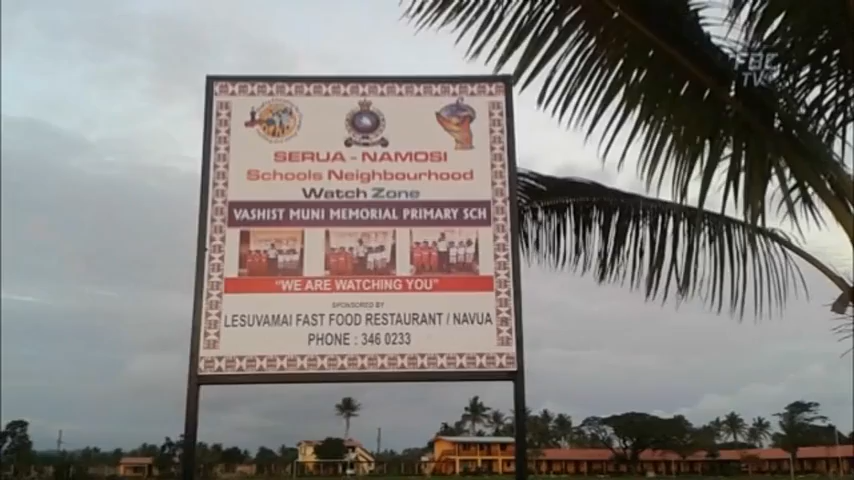 FBC
TV
SERUA - NAMOSI
Schools Neighbourhood
Watch Zone
VASHIST MUNI MEMORIAL PRIMARY SCH
"WE ARE WATCHING YOU"
SPONSORED BY
LESUVAMAI FAST FOOD RESTAURANT / NAVUA
PHONE : 346 0233